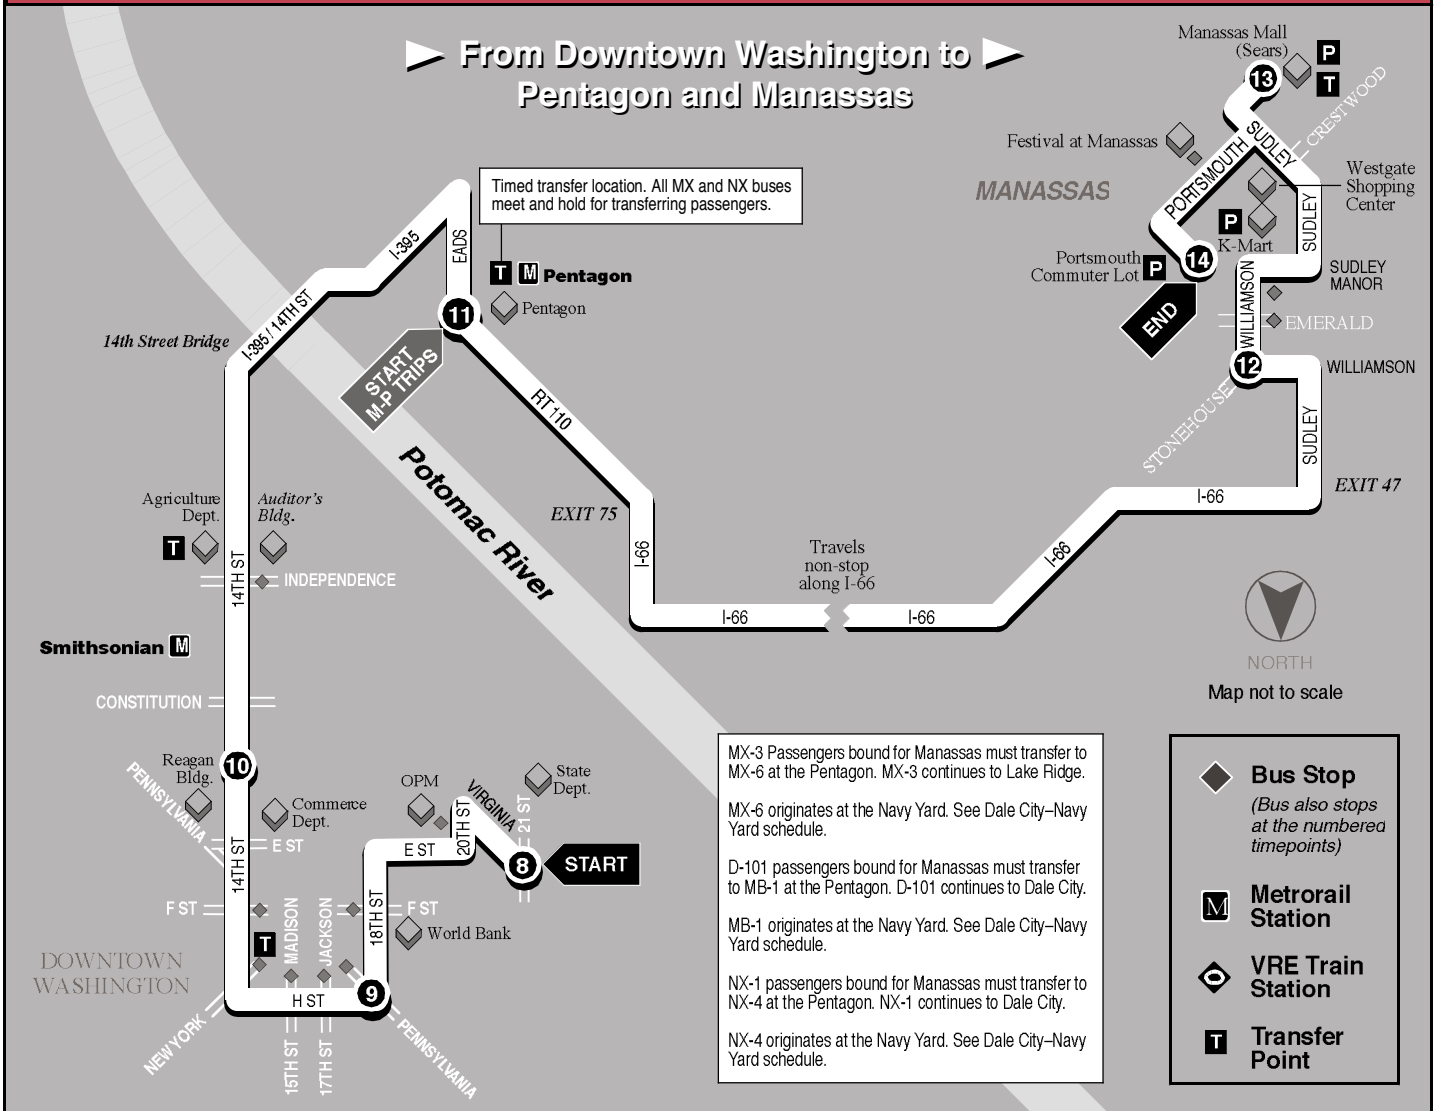 From Downtown Washington to
Pentagon and Manassas
Manassas Mall
(Sears)
P
T
13
CRESTWOOD
SUDLEY
PORTSMOUTH
Festival at Manassas
MANASSAS
Westgate
Shopping
Center
P
K-Mart
SUDLEY
Portsmouth
Commuter Lot
P
14
END
SUDLEY
MANOR
WILLIAMSON
EMERALD
12
WILLIAMSON
STONEHOUSE
SUDLEY
EXIT 47
I-66
I-66
Timed transfer location. All MX and NX buses
meet and hold for transferring passengers.
EADS
I-395
T
M
Pentagon
Pentagon
11
I-395 / 14TH ST
14th Street Bridge
START
M-P TRIPS
RT 110
Potomac River
EXIT 75
I-66
Travels
non-stop
along I-66
I-66
I-66
Agriculture
Dept.
Auditor's
Bldg.
T
14TH ST
INDEPENDENCE
Smithsonian
M
CONSTITUTION
NORTH
Map not to scale
10
Reagan
Bldg.
PENNSYLVANIA
Commerce
Dept.
E ST
14TH ST
OPM
20TH ST
VIRGINIA
State
Dept.
21 ST
E ST
8
START
F ST
MADISON
JACKSON
18TH ST
F ST
World Bank
T
DOWNTOWN
WASHINGTON
H ST
9
NEW YORK
15TH ST
17TH ST
PENNSYLVANIA
MX-3 Passengers bound for Manassas must transfer to
MX-6 at the Pentagon. MX-3 continues to Lake Ridge.
MX-6 originates at the Navy Yard. See Dale City–Navy
Yard schedule.
D-101 passengers bound for Manassas must transfer
to MB-1 at the Pentagon. D-101 continues to Dale City.
MB-1 originates at the Navy Yard. See Dale City–Navy
Yard schedule.
NX-1 passengers bound for Manassas must transfer to
NX-4 at the Pentagon. NX-1 continues to Dale City.
NX-4 originates at the Navy Yard. See Dale City–Navy
Yard schedule.
Bus Stop
(Bus also stops
at the numbered
timepoints)
M
Metrorail
Station
VRE Train
Station
T
Transfer
Point